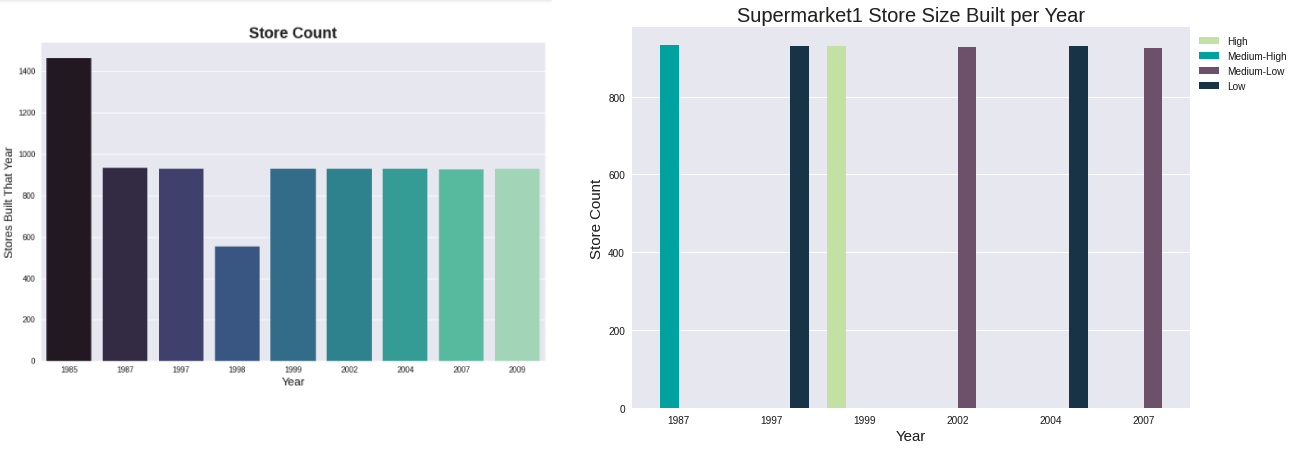 Store Count
Stores Built That Year
1400
1200
1000
800
600
400
200
0
1985 1987 1997 1998 1999 2002 2004 2007 2009
Year
Supermarket1 Store Size Built per Year
Store Count
800
600
400
200
0
1987 1997 1999 2002 2004 2007
Year
High
Medium-High
Medium-Low
Low